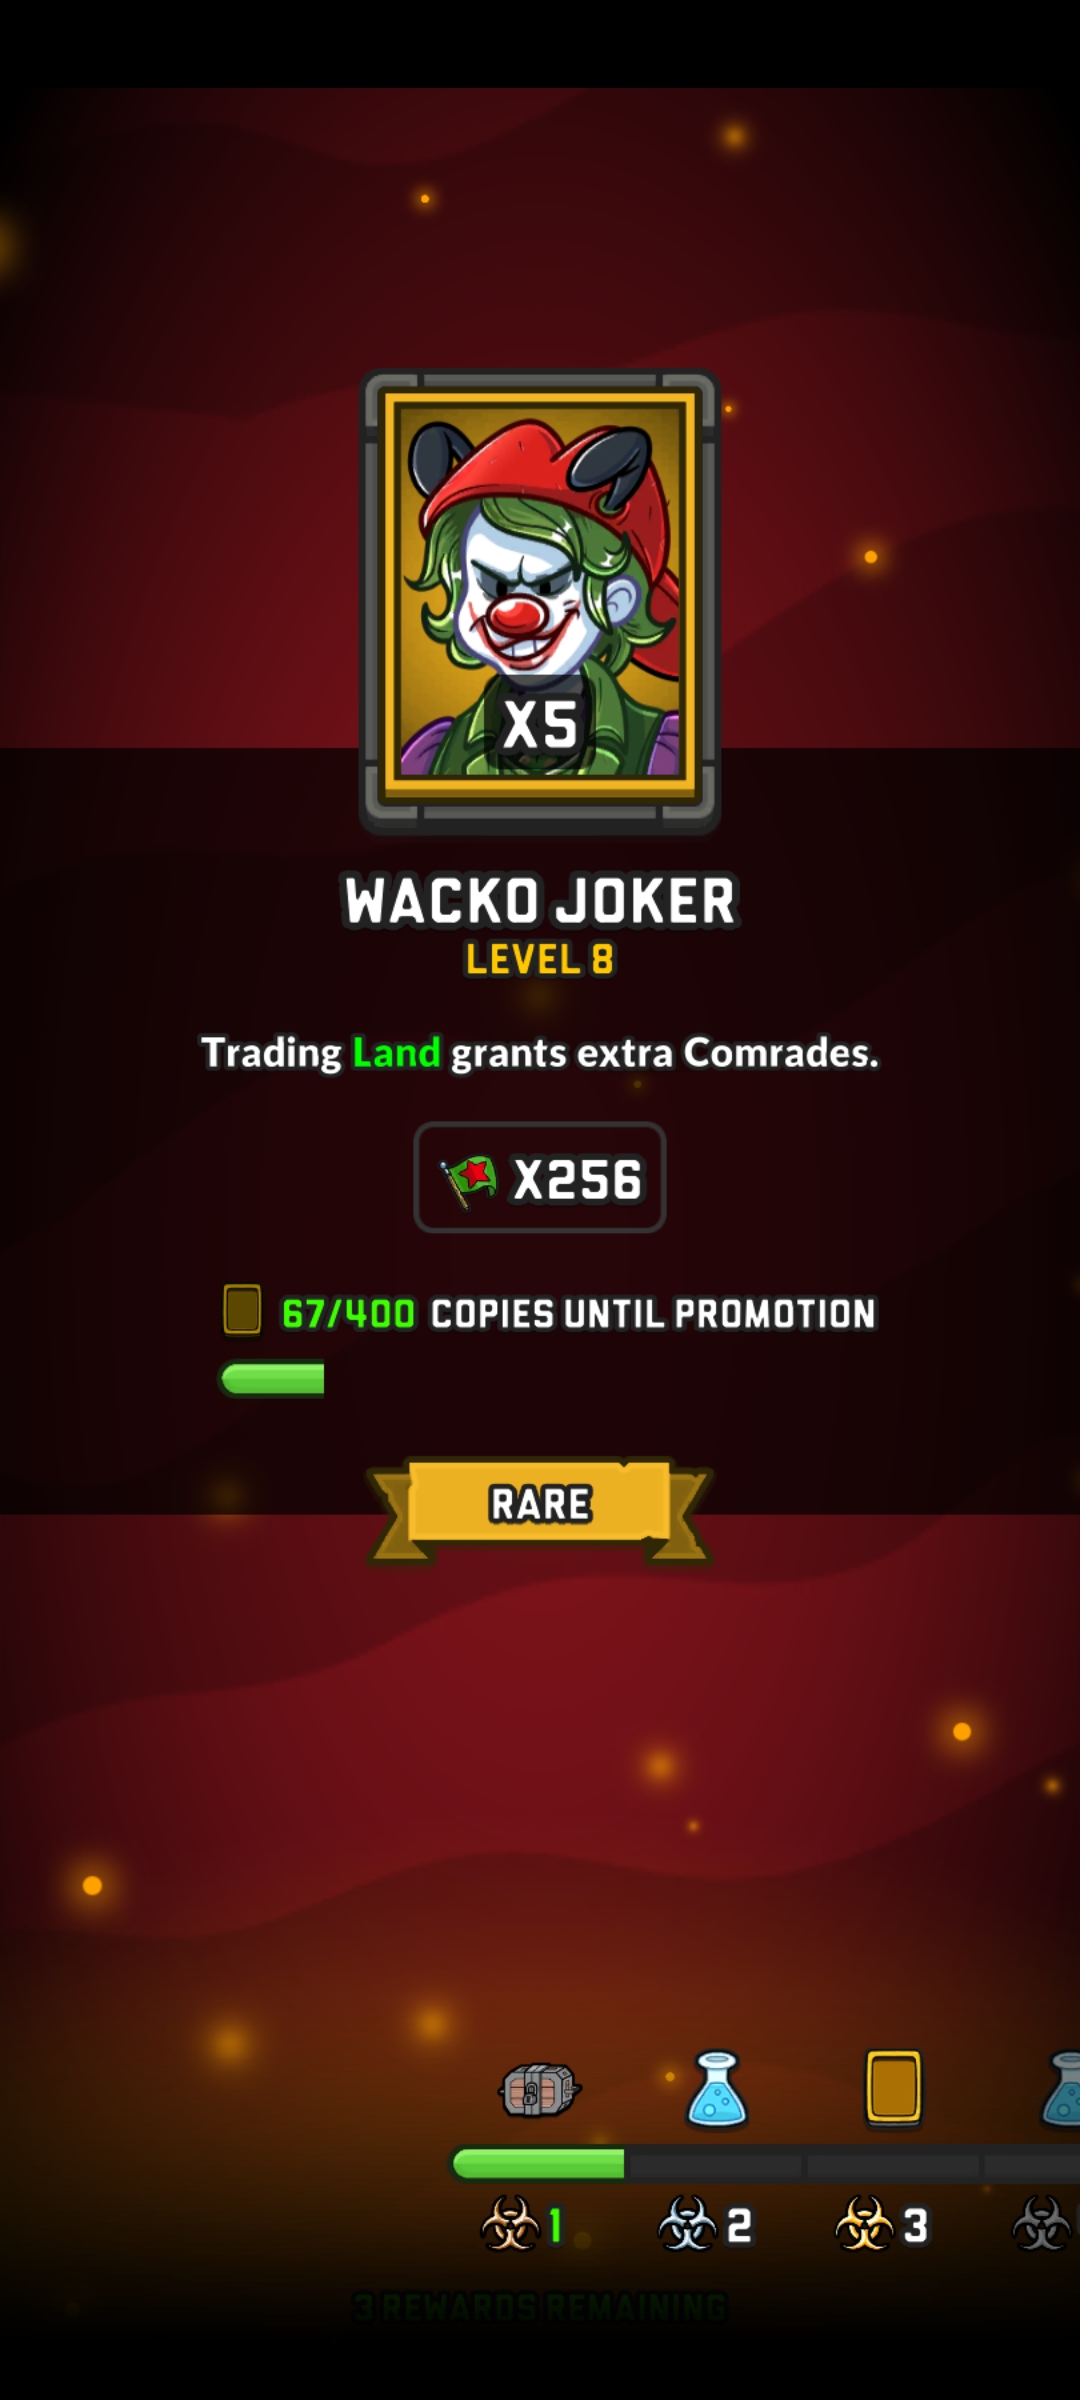 X5
WACKO JOKER
LEVEL 8
Trading Land grants extra Comrades.
X256
67/400 COPIES UNTIL PROMOTION
RARE
1 2 3
3 REWARDS REMAINING